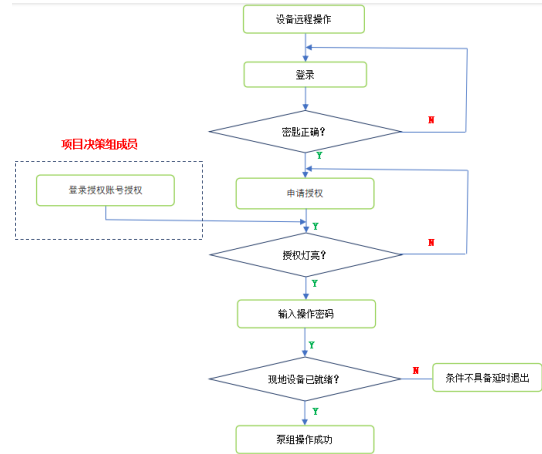 设备远程操作
登录
密匙正确?
N
Y
项目决策组成员
登录授权账号授权
申请授权
Y
授权灯亮?
N
Y
输入操作密码
Y
现地设备已就绪?
N
条件不具备延时退出
Y
泵组操作成功